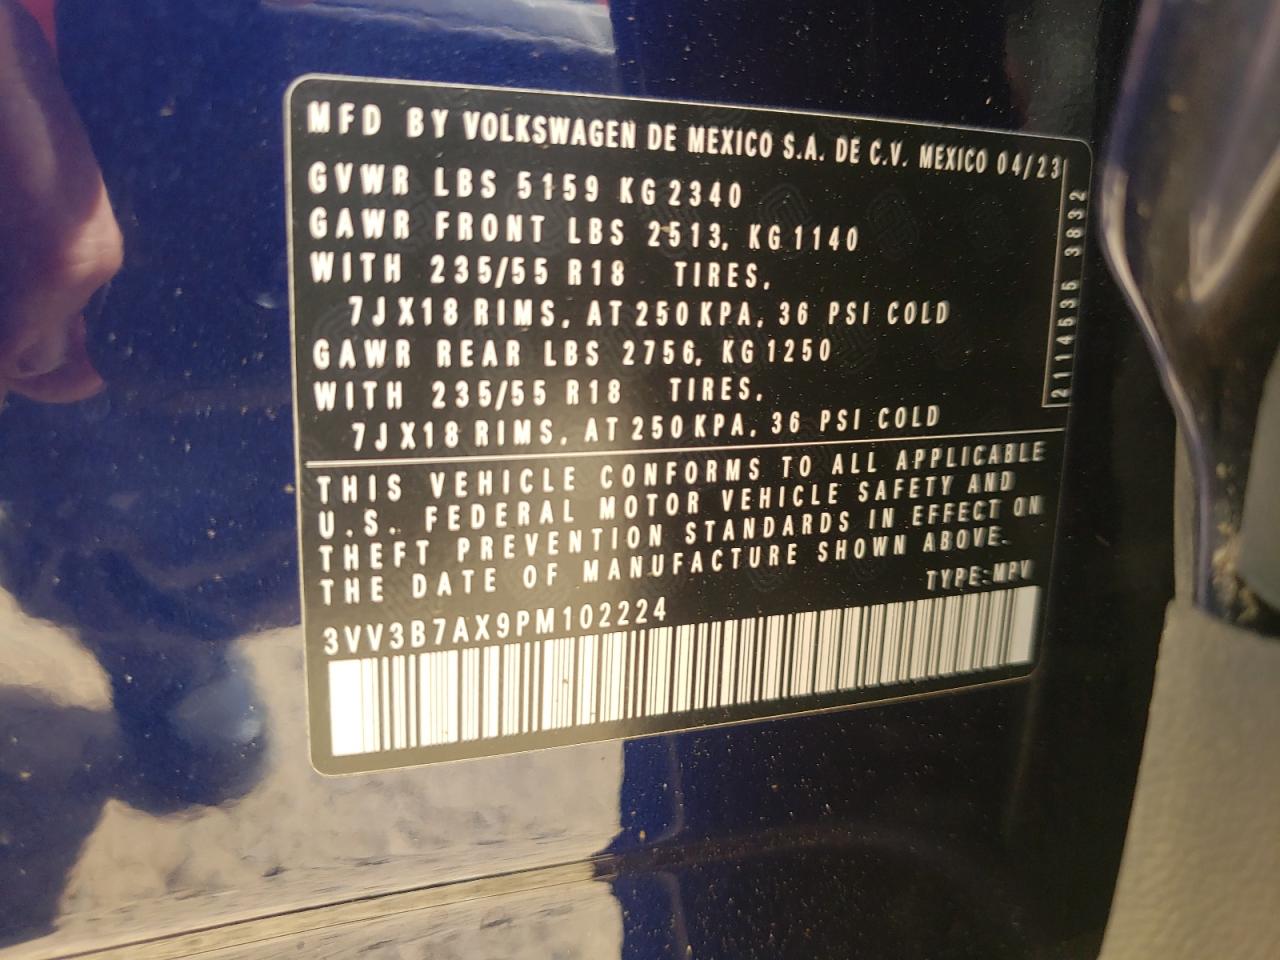 MFD BY VOLKSWAGEN DE MEXICO S.A. DE C.V. MEXICO 04/23
GVWR LBS 5159 KG 2340
GAWR FRONT LBS 2513, KG 1140
WITH 235/55 R18 TIRES,
7JX18 RIMS, AT 250 KPA, 36 PSI COLD
GAWR REAR LBS 2756, KG 1250
WITH 235/55 R18 TIRES,
7JX18 RIMS, AT 250 KPA, 36 PSI COLD
2114535 3832
THIS VEHICLE CONFORMS TO ALL APPLICABLE
U.S. FEDERAL MOTOR VEHICLE SAFETY AND
THEFT PREVENTION STANDARDS IN EFFECT ON
THE DATE OF MANUFACTURE SHOWN ABOVE.
TYPE:MPV
3VV3B7AX9PM102224